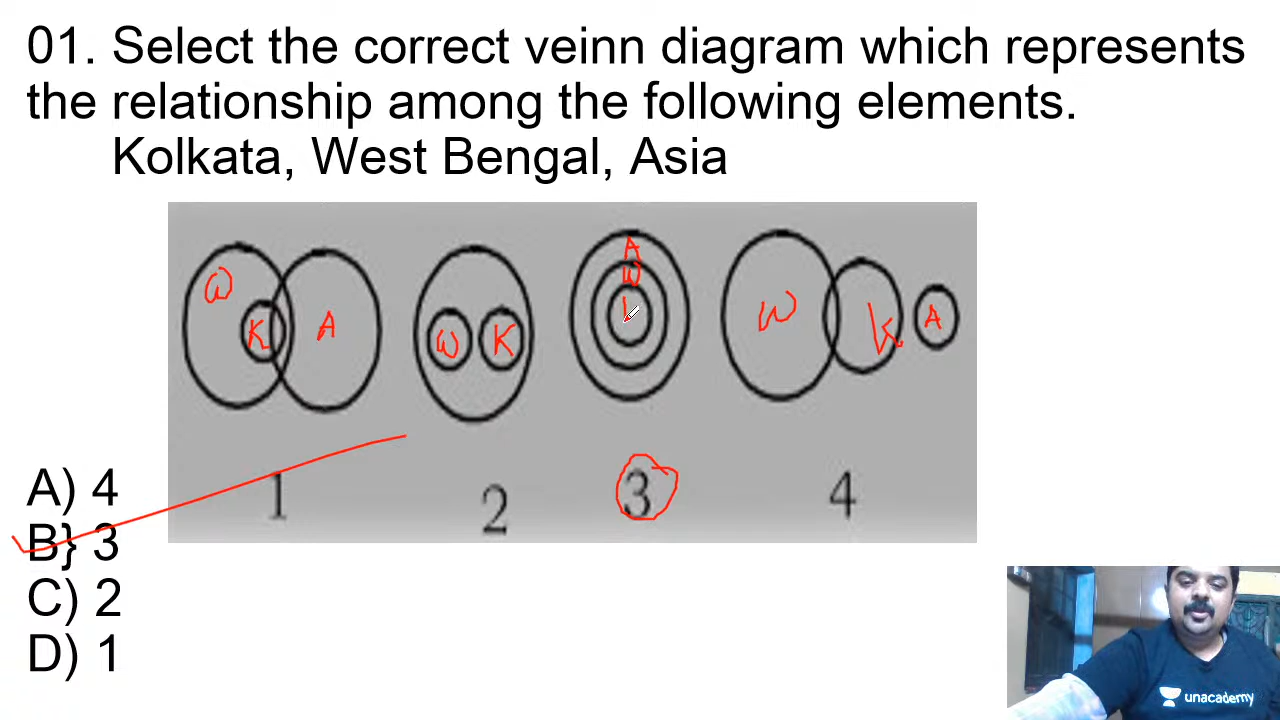 01. Select the correct veinn diagram which represents
the relationship among the following elements.
Kolkata, West Bengal, Asia
W K A
W K
A
W
W K A
1 2 3 4
A) 4
B} 3
C) 2
D) 1
unacademy